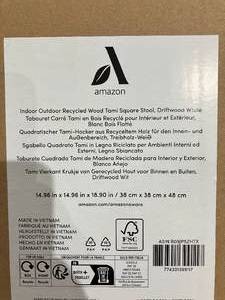 amazon
Indoor Outdoor Recycled Wood Tami Square Stool, Driftwood White
Tabouret Carré Tami en Bois Recyclé pour Intérieur et Extérieur,
Blanc Bois Flotté
Quadratischer Tami-Hocker aus Recyceltem Holz für den Innen- und
Außenbereich, Treibholz-Weiß
Sgabello Quadrato Tami in Legno Riciclato per Ambienti Interni ed
Esterni, Legno Sbiancato
Taburete Cuadrado Tami de Madera Reciclada para Interior y Exterior,
Blanco Añejo
Tami Vierkant Krukje van Gerecycled Hout voor Binnen en Buiten,
Driftwood Wit
14.96 in x 14.96 in x 18.90 in / 38 cm x 38 cm x 48 cm
www.amazon.com/amazonaware
MADE IN VIETNAM
FABRIQUÉ AU VIETNAM
HERGESTELLT IN VIETNAM
PRODOTTO IN VIETNAM
HECHO EN VIETNAM
GEMAAKT IN VIETNAM
FSC